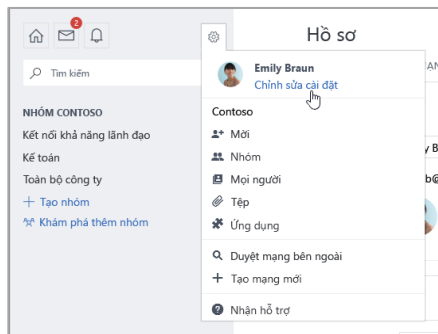 2
Hồ sơ
Tìm kiếm
Emily Braun
Chỉnh sửa cài đặt
NHÓM CONTOSO
Kết nối khả năng lãnh đạo
Kế toán
Toàn bộ công ty
Tạo nhóm
Khám phá thêm nhóm
Contoso
Mời
Nhóm
Mọi người
Tệp
Ứng dụng
Duyệt mạng bên ngoài
Tạo mạng mới
Nhận hỗ trợ